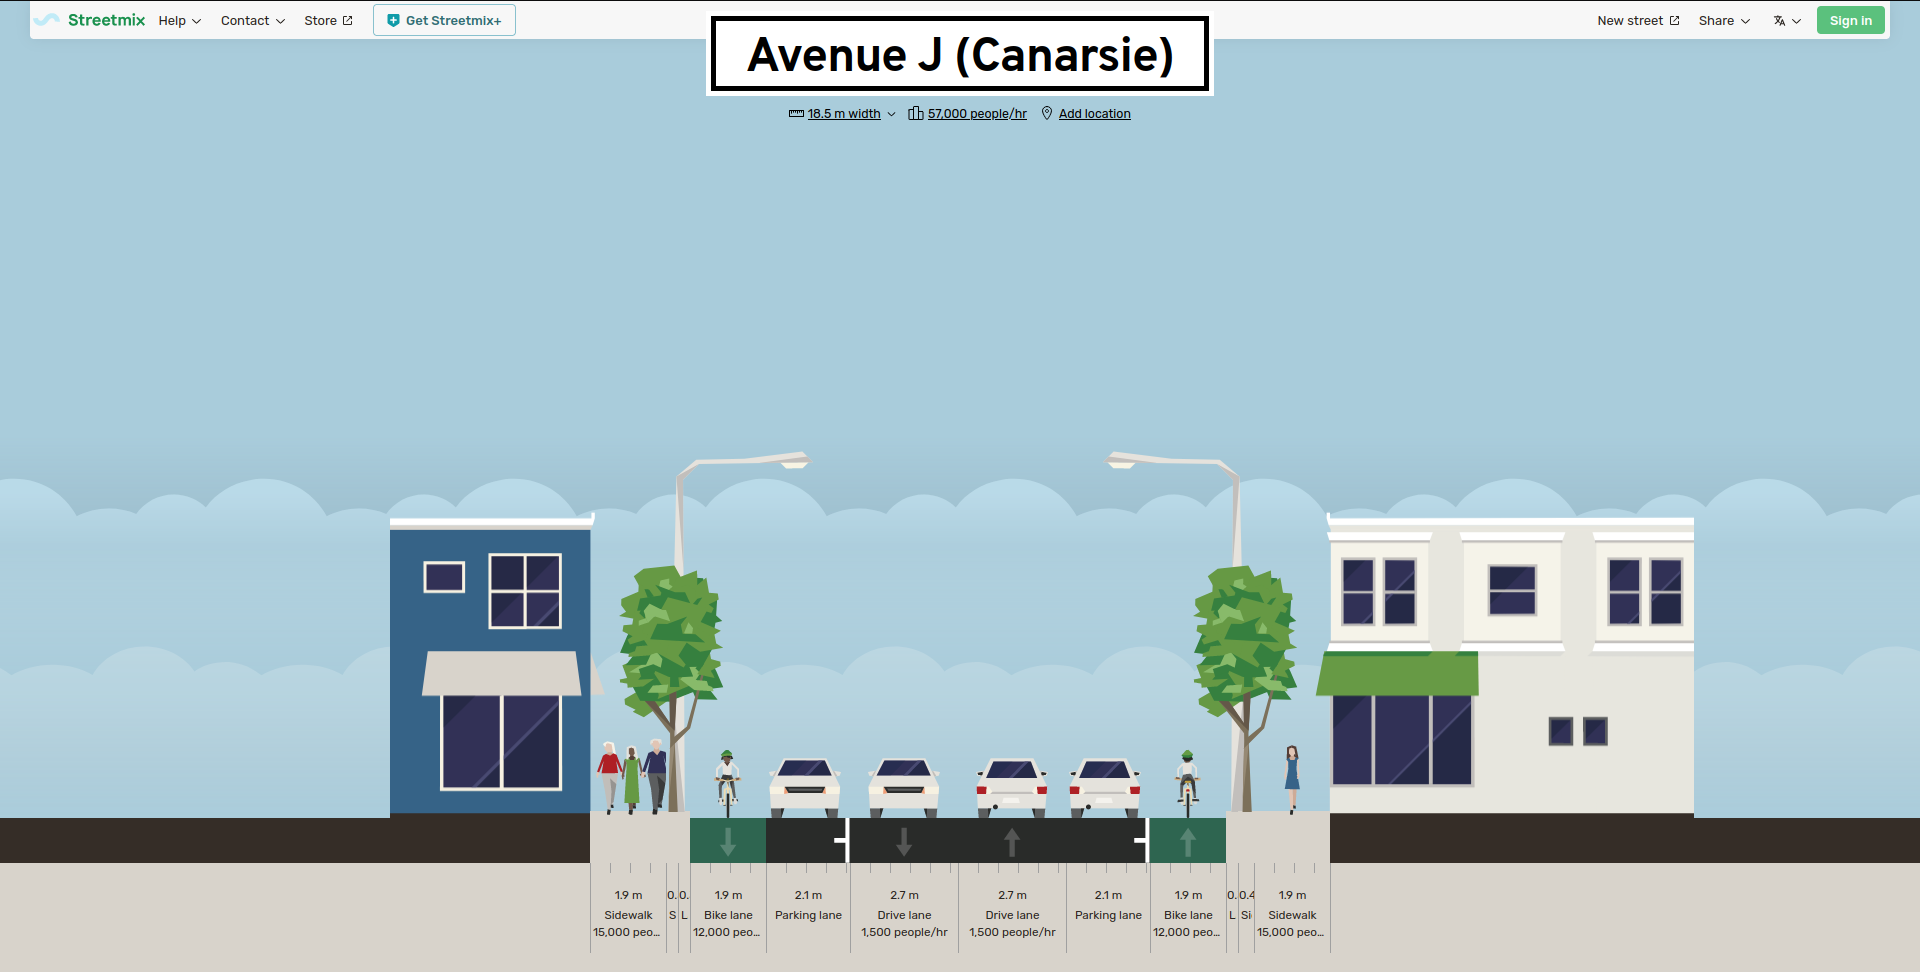 Streetmix Help Contact Store Get Streetmix+ New street Share Sign in
Avenue J (Canarsie)
18.5 m width 57,000 people/hr Add location
1.9 m 0. 0. 1.9 m 2.1 m 2.7 m 2.7 m 2.1 m 1.9 m 0. 0.4 1.9 m
Sidewalk S L Bike lane Parking lane Drive lane Drive lane Parking lane Bike lane L Si Sidewalk
15,000 peo... 12,000 peo... 1,500 people/hr 1,500 people/hr 12,000 peo... 15,000 peo...